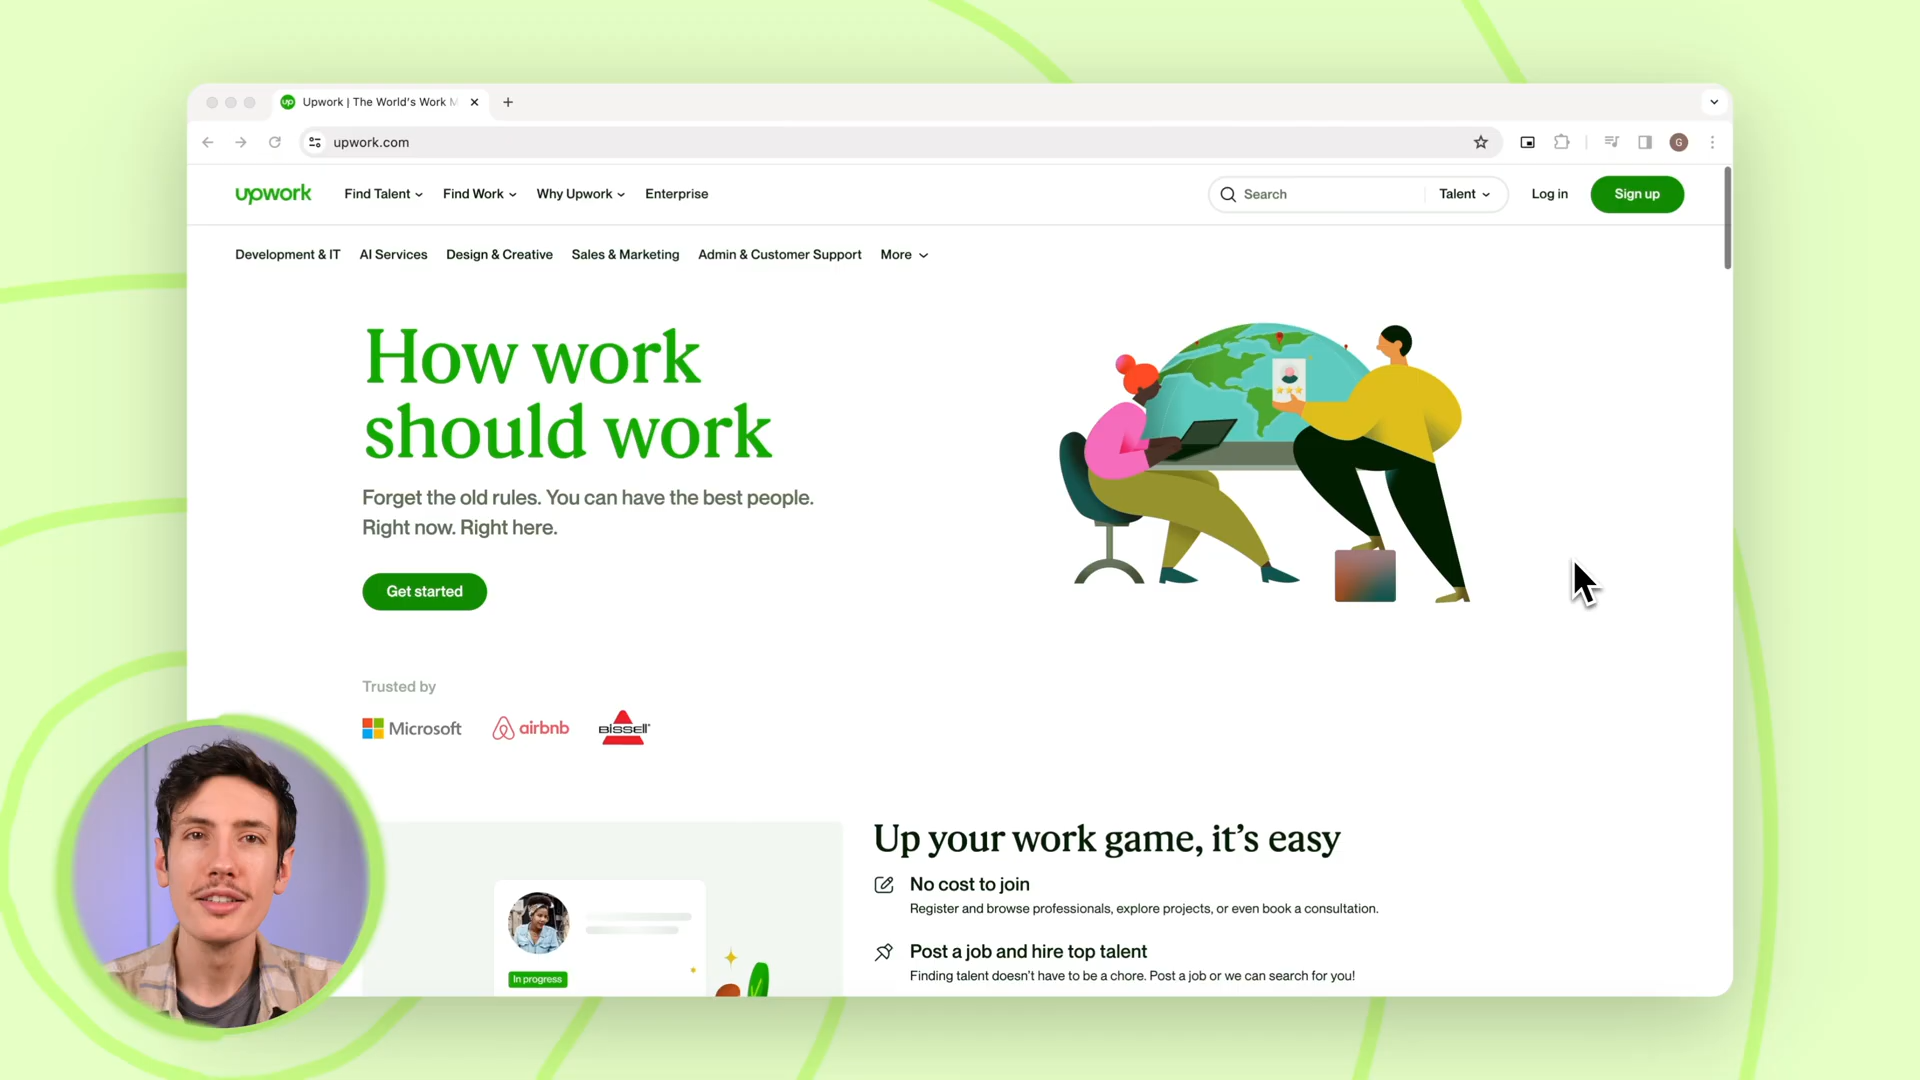 Upwork | The World's Work M
upwork.com
G
upwork
Find Talent
Find Work
Why Upwork
Enterprise
Search
Talent
Log in
Sign up
Development & IT
AI Services
Design & Creative
Sales & Marketing
Admin & Customer Support
More
How work
should work
Forget the old rules. You can have the best people.
Right now. Right here.
Get started
Trusted by
Microsoft
airbnb
BISSELL
In progress
Up your work game, it's easy
No cost to join
Register and browse professionals, explore projects, or even book a consultation.
Post a job and hire top talent
Finding talent doesn't have to be a chore. Post a job or we can search for you!